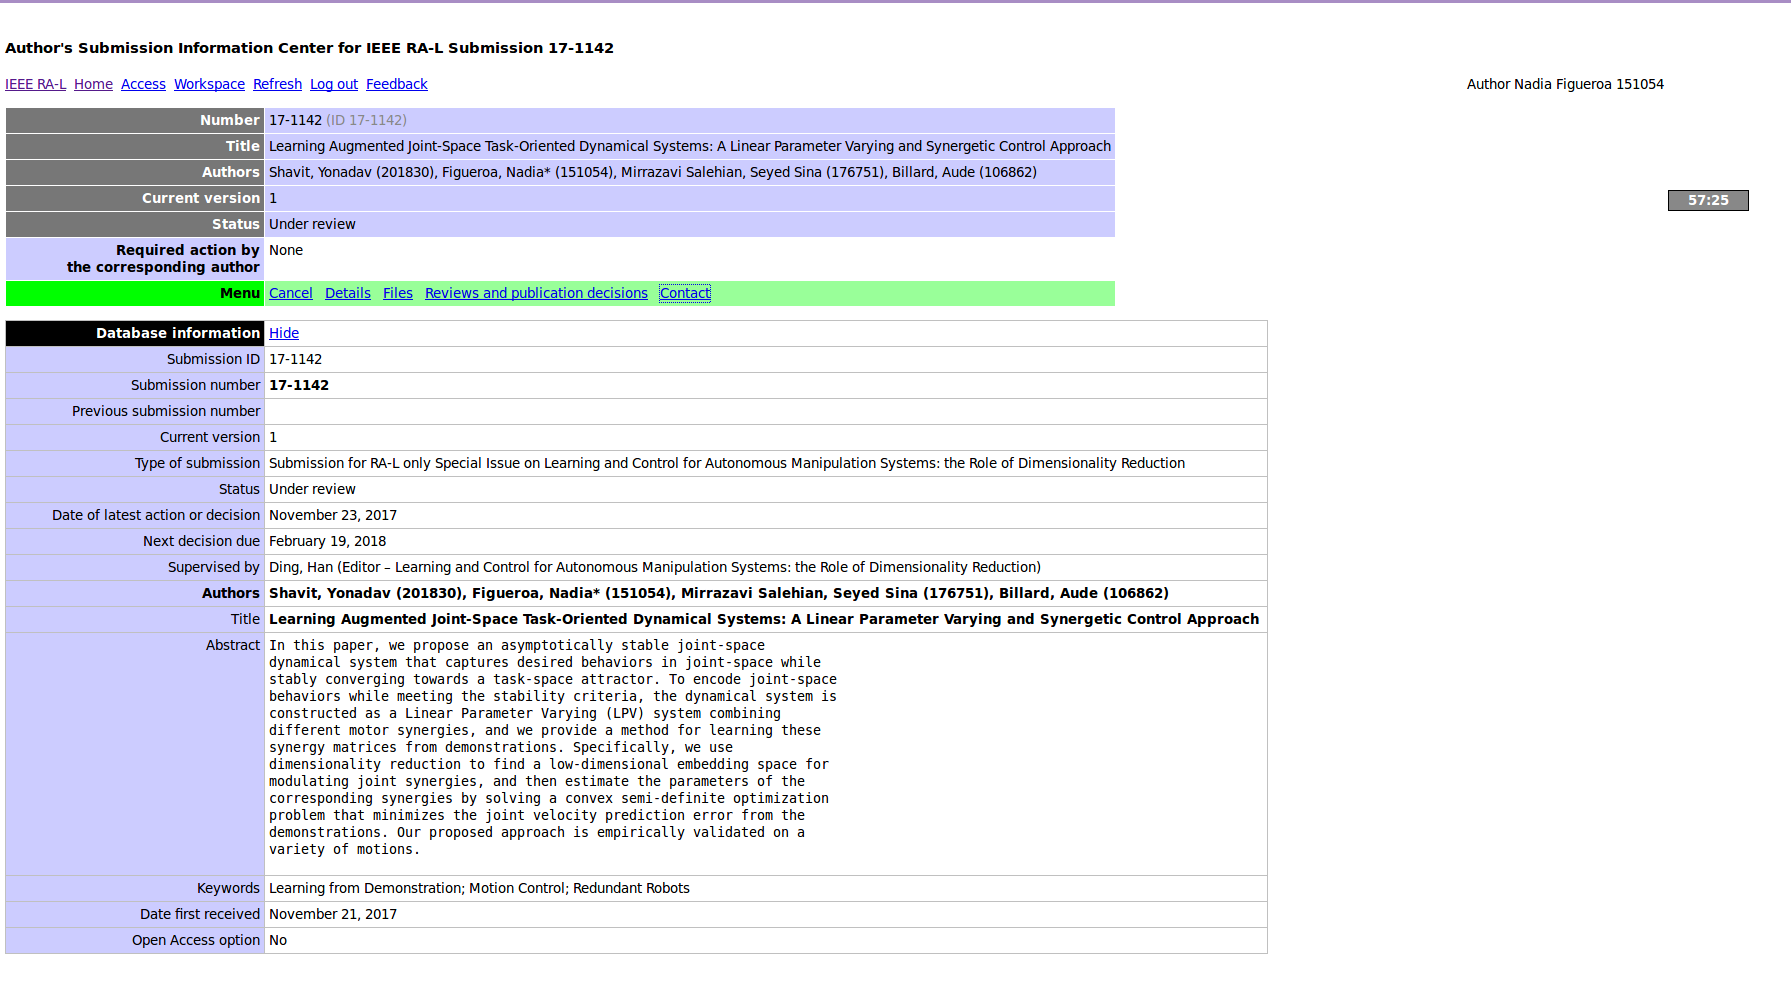 Author's Submission Information Center for IEEE RA-L Submission 17-1142
IEEE RA-L Home Access Workspace Refresh Log out Feedback
Author Nadia Figueroa 151054
Number 17-1142 (ID 17-1142)
Title Learning Augmented Joint-Space Task-Oriented Dynamical Systems: A Linear Parameter Varying and Synergetic Control Approach
Authors Shavit, Yonadav (201830), Figueroa, Nadia* (151054), Mirrazavi Salehian, Seyed Sina (176751), Billard, Aude (106862)
Current version 1
57:25
Status Under review
Required action by None
the corresponding author
Menu Cancel Details Files Reviews and publication decisions Contact
Database information Hide
Submission ID 17-1142
Submission number 17-1142
Previous submission number
Current version 1
Type of submission Submission for RA-L only Special Issue on Learning and Control for Autonomous Manipulation Systems: the Role of Dimensionality Reduction
Status Under review
Date of latest action or decision November 23, 2017
Next decision due February 19, 2018
Supervised by Ding, Han (Editor – Learning and Control for Autonomous Manipulation Systems: the Role of Dimensionality Reduction)
Authors Shavit, Yonadav (201830), Figueroa, Nadia* (151054), Mirrazavi Salehian, Seyed Sina (176751), Billard, Aude (106862)
Title Learning Augmented Joint-Space Task-Oriented Dynamical Systems: A Linear Parameter Varying and Synergetic Control Approach
Abstract In this paper, we propose an asymptotically stable joint-space
dynamical system that captures desired behaviors in joint-space while
stably converging towards a task-space attractor. To encode joint-space
behaviors while meeting the stability criteria, the dynamical system is
constructed as a Linear Parameter Varying (LPV) system combining
different motor synergies, and we provide a method for learning these
synergy matrices from demonstrations. Specifically, we use
dimensionality reduction to find a low-dimensional embedding space for
modulating joint synergies, and then estimate the parameters of the
corresponding synergies by solving a convex semi-definite optimization
problem that minimizes the joint velocity prediction error from the
demonstrations. Our proposed approach is empirically validated on a
variety of motions.
Keywords Learning from Demonstration; Motion Control; Redundant Robots
Date first received November 21, 2017
Open Access option No